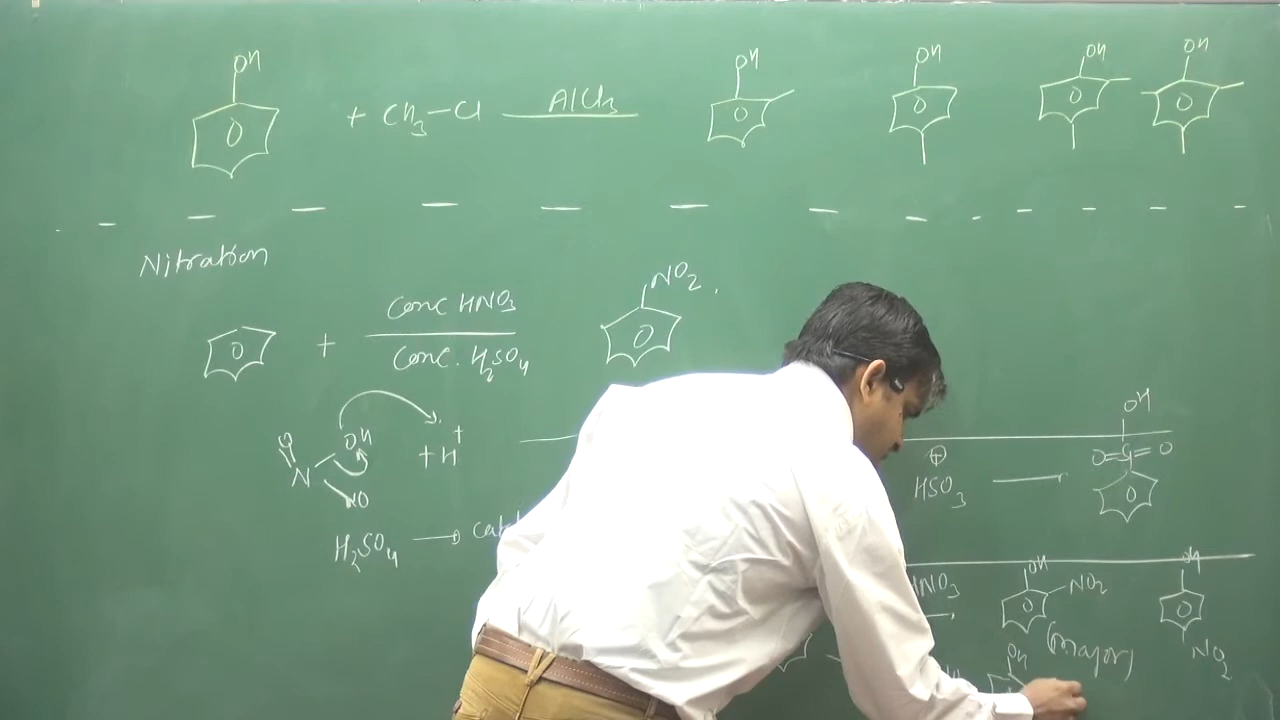 OH OH OH OH OH
+ CH3-Cl AlCl3
Nitration
Conc HNO3
+
Conc. H2SO4
NO2.
O
N
OH
+ H+
H2SO4 →
⊕
HSO3
OH
O=S=O
HNO3
OH
NO2
(major)
OH
NO2
OH